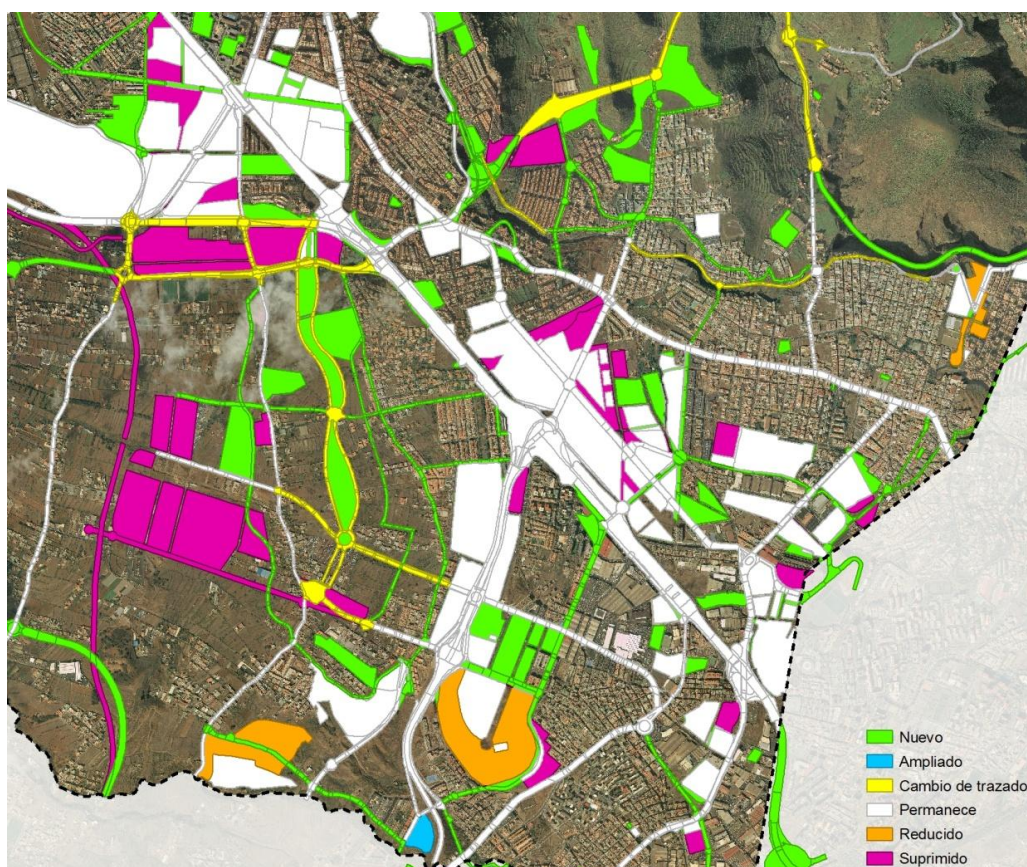 Nuevo
Ampliado
Cambio de trazado
Permanece
Reducido
Suprimido